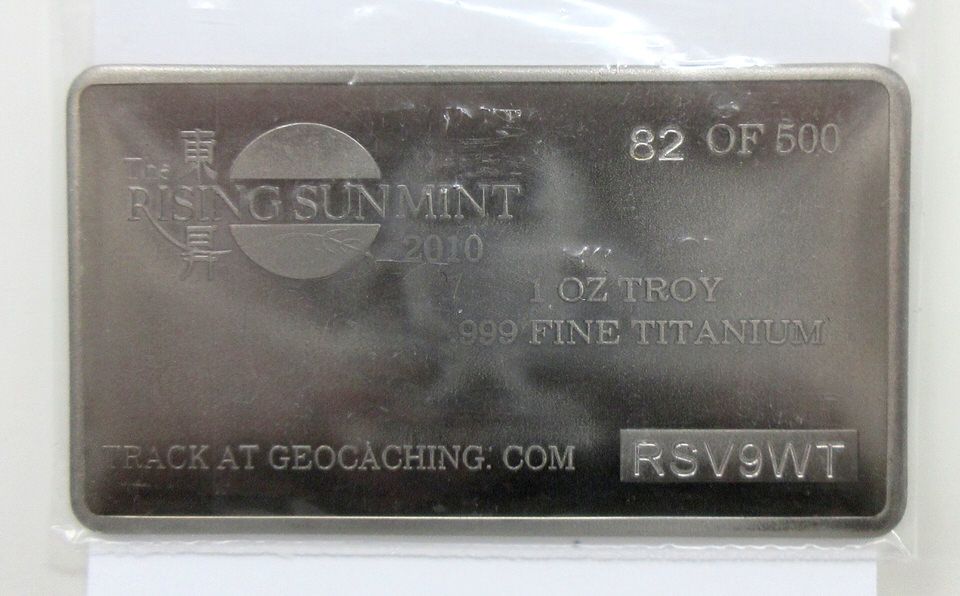 東
The
RISING SUN MINT
昇
2010
82 OF 500
1 OZ TROY
.999 FINE TITANIUM
TRACK AT GEOCACHING. COM
RSV9WT